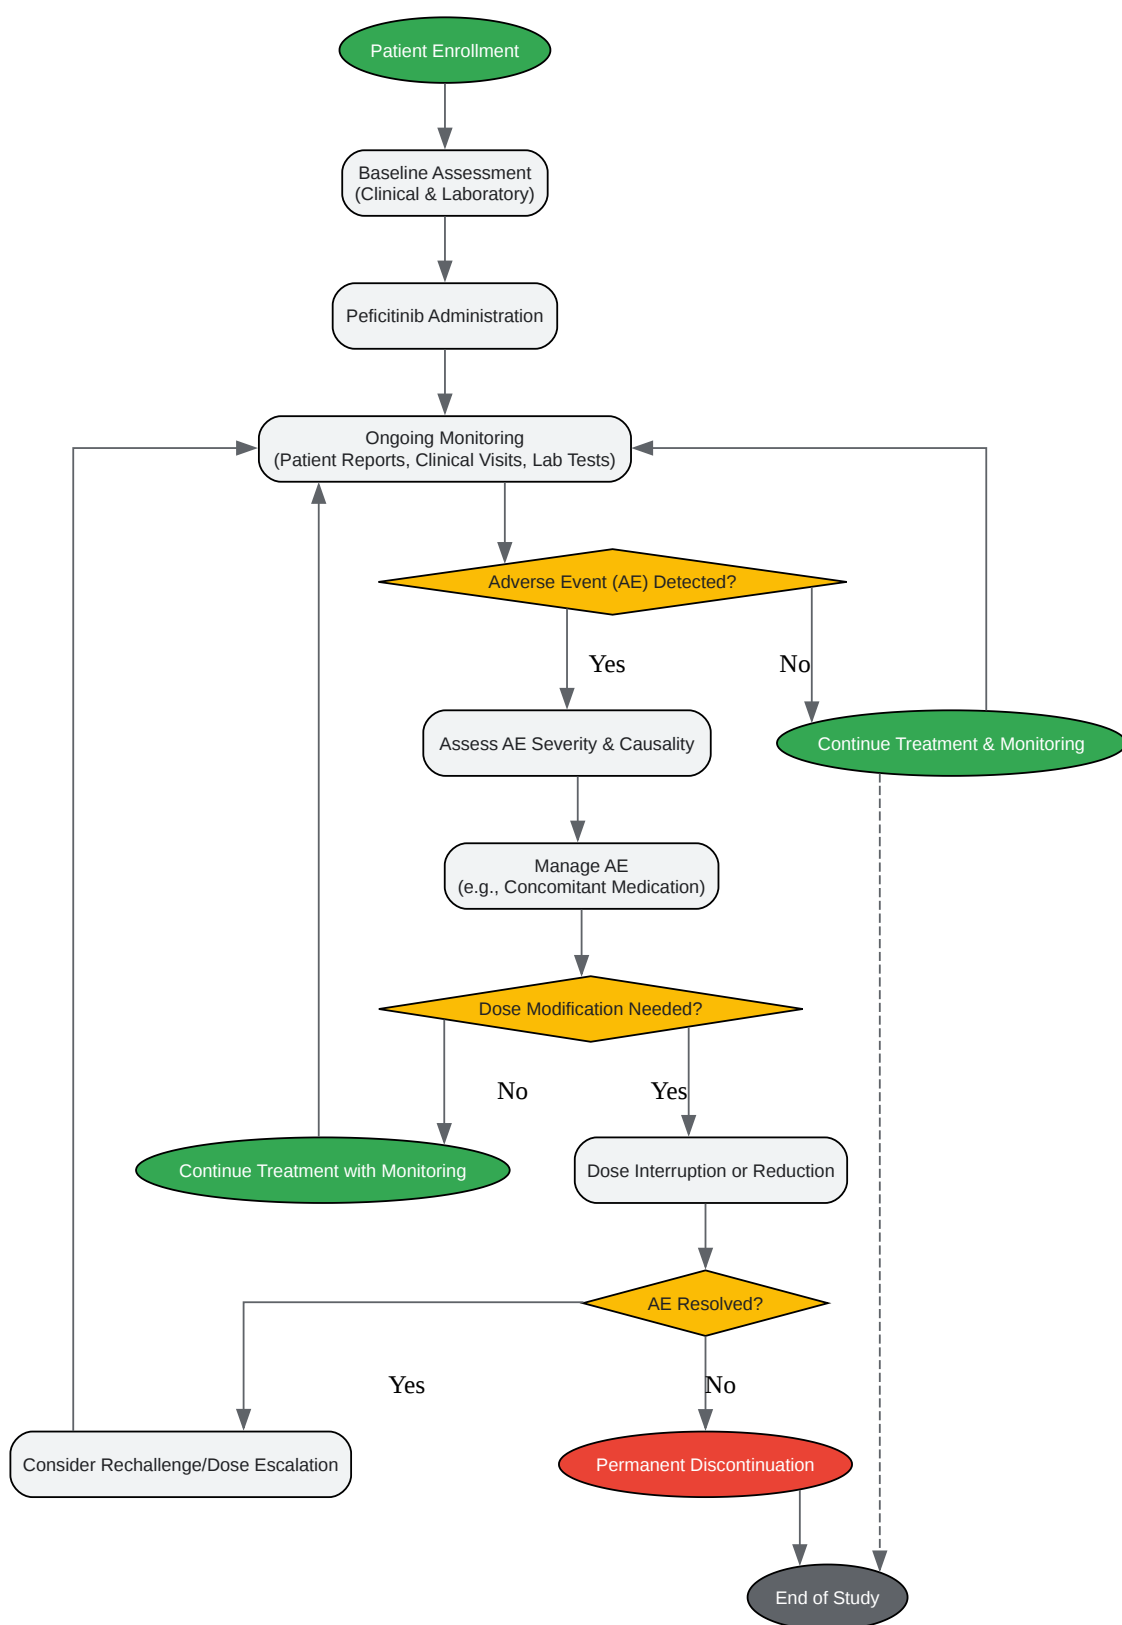 Patient Enrollment
Baseline Assessment
(Clinical & Laboratory)
Peficitinib Administration
Ongoing Monitoring
(Patient Reports, Clinical Visits, Lab Tests)
Adverse Event (AE) Detected?
Yes
No
Assess AE Severity & Causality
Continue Treatment & Monitoring
Manage AE
(e.g., Concomitant Medication)
Dose Modification Needed?
No
Yes
Continue Treatment with Monitoring
Dose Interruption or Reduction
AE Resolved?
Yes
No
Consider Rechallenge/Dose Escalation
Permanent Discontinuation
End of Study